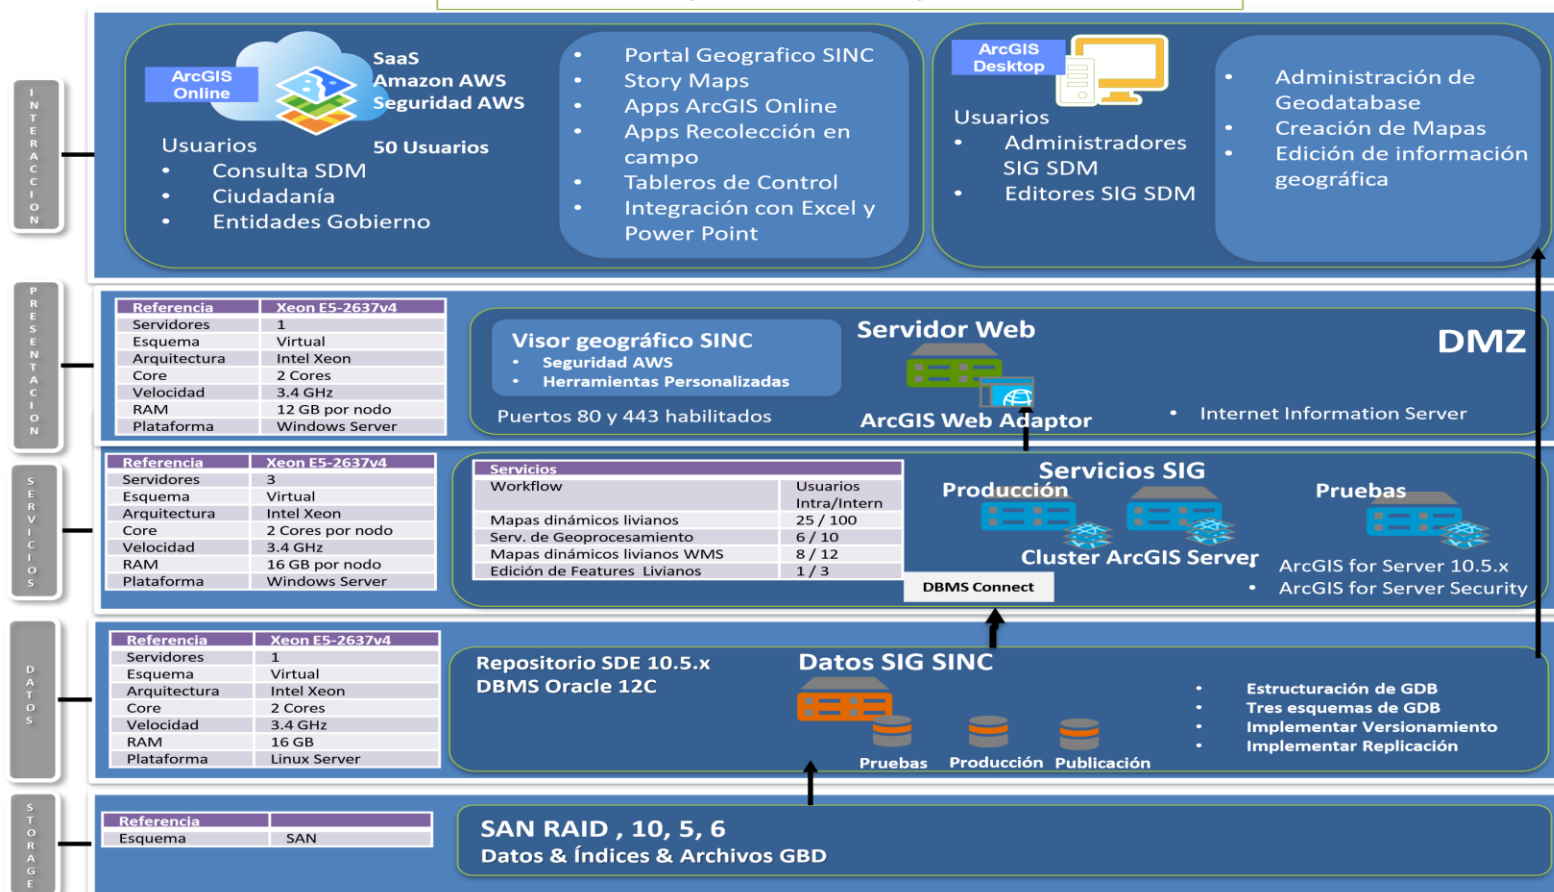 INTERACCION
ArcGIS
Online
SaaS
Amazon AWS
Seguridad AWS
50 Usuarios
Usuarios
• Consulta SDM
• Ciudadanía
• Entidades Gobierno
• Portal Geografico SINC
• Story Maps
• Apps ArcGIS Online
• Apps Recolección en
campo
• Tableros de Control
• Integración con Excel y
Power Point
ArcGIS
Desktop
Usuarios
• Administradores
SIG SDM
• Editores SIG SDM
• Administración de
Geodatabase
• Creación de Mapas
• Edición de información
geográfica
PRESENTACION
Referencia Xeon E5-2637v4
Servidores 1
Esquema Virtual
Arquitectura Intel Xeon
Core 2 Cores
Velocidad 3.4 GHz
RAM 12 GB por nodo
Plataforma Windows Server
Visor geográfico SINC
• Seguridad AWS
• Herramientas Personalizadas
Puertos 80 y 443 habilitados
Servidor Web
ArcGIS Web Adaptor
DMZ
• Internet Information Server
SERVICIOS
Referencia Xeon E5-2637v4
Servidores 3
Esquema Virtual
Arquitectura Intel Xeon
Core 2 Cores por nodo
Velocidad 3.4 GHz
RAM 16 GB por nodo
Plataforma Windows Server
Servicios
Workflow Usuarios
Intra/Intern
Mapas dinámicos livianos 25 / 100
Serv. de Geoprocesamiento 6 / 10
Mapas dinámicos livianos WMS 8 / 12
Edición de Features Livianos 1 / 3
Servicios SIG
Producción
Pruebas
Cluster ArcGIS Server
• ArcGIS for Server 10.5.x
• ArcGIS for Server Security
DBMS Connect
DATOS
Referencia Xeon E5-2637v4
Servidores 1
Esquema Virtual
Arquitectura Intel Xeon
Core 2 Cores
Velocidad 3.4 GHz
RAM 16 GB
Plataforma Linux Server
Repositorio SDE 10.5.x
DBMS Oracle 12C
Datos SIG SINC
Pruebas
Producción
Publicación
• Estructuración de GDB
• Tres esquemas de GDB
• Implementar Versionamiento
• Implementar Replicación
STORAGE
Referencia
Esquema SAN
SAN RAID , 10, 5, 6
Datos & Índices & Archivos GBD